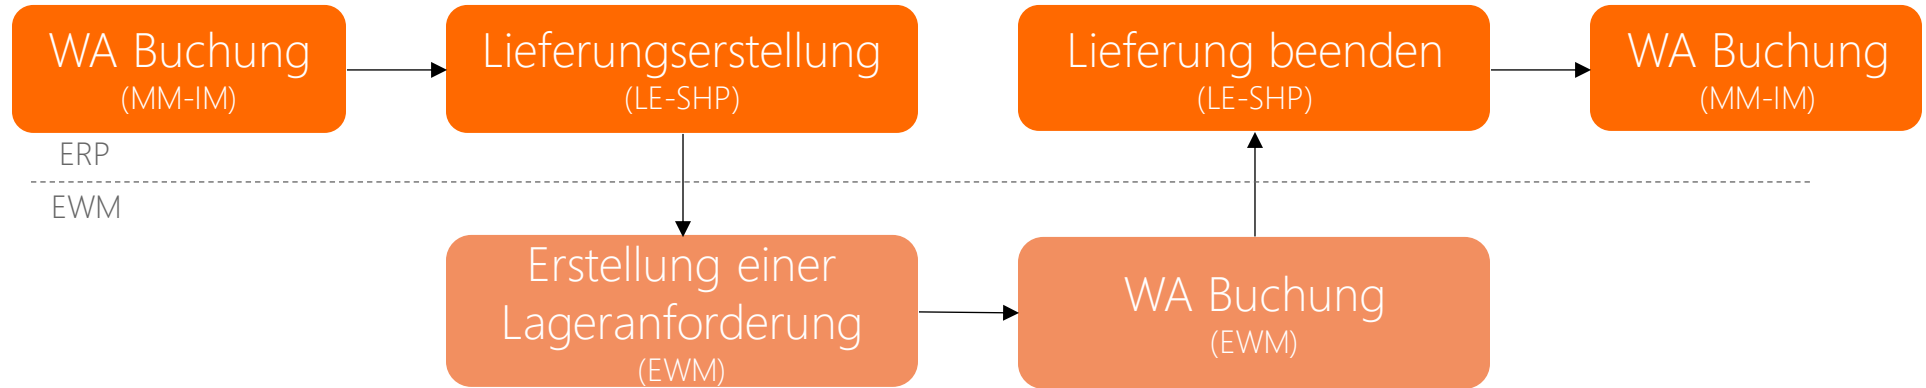 WA Buchung
(MM-IM)
Lieferungserstellung
(LE-SHP)
Lieferung beenden
(LE-SHP)
WA Buchung
(MM-IM)
ERP
EWM
Erstellung einer
Lageranforderung
(EWM)
WA Buchung
(EWM)